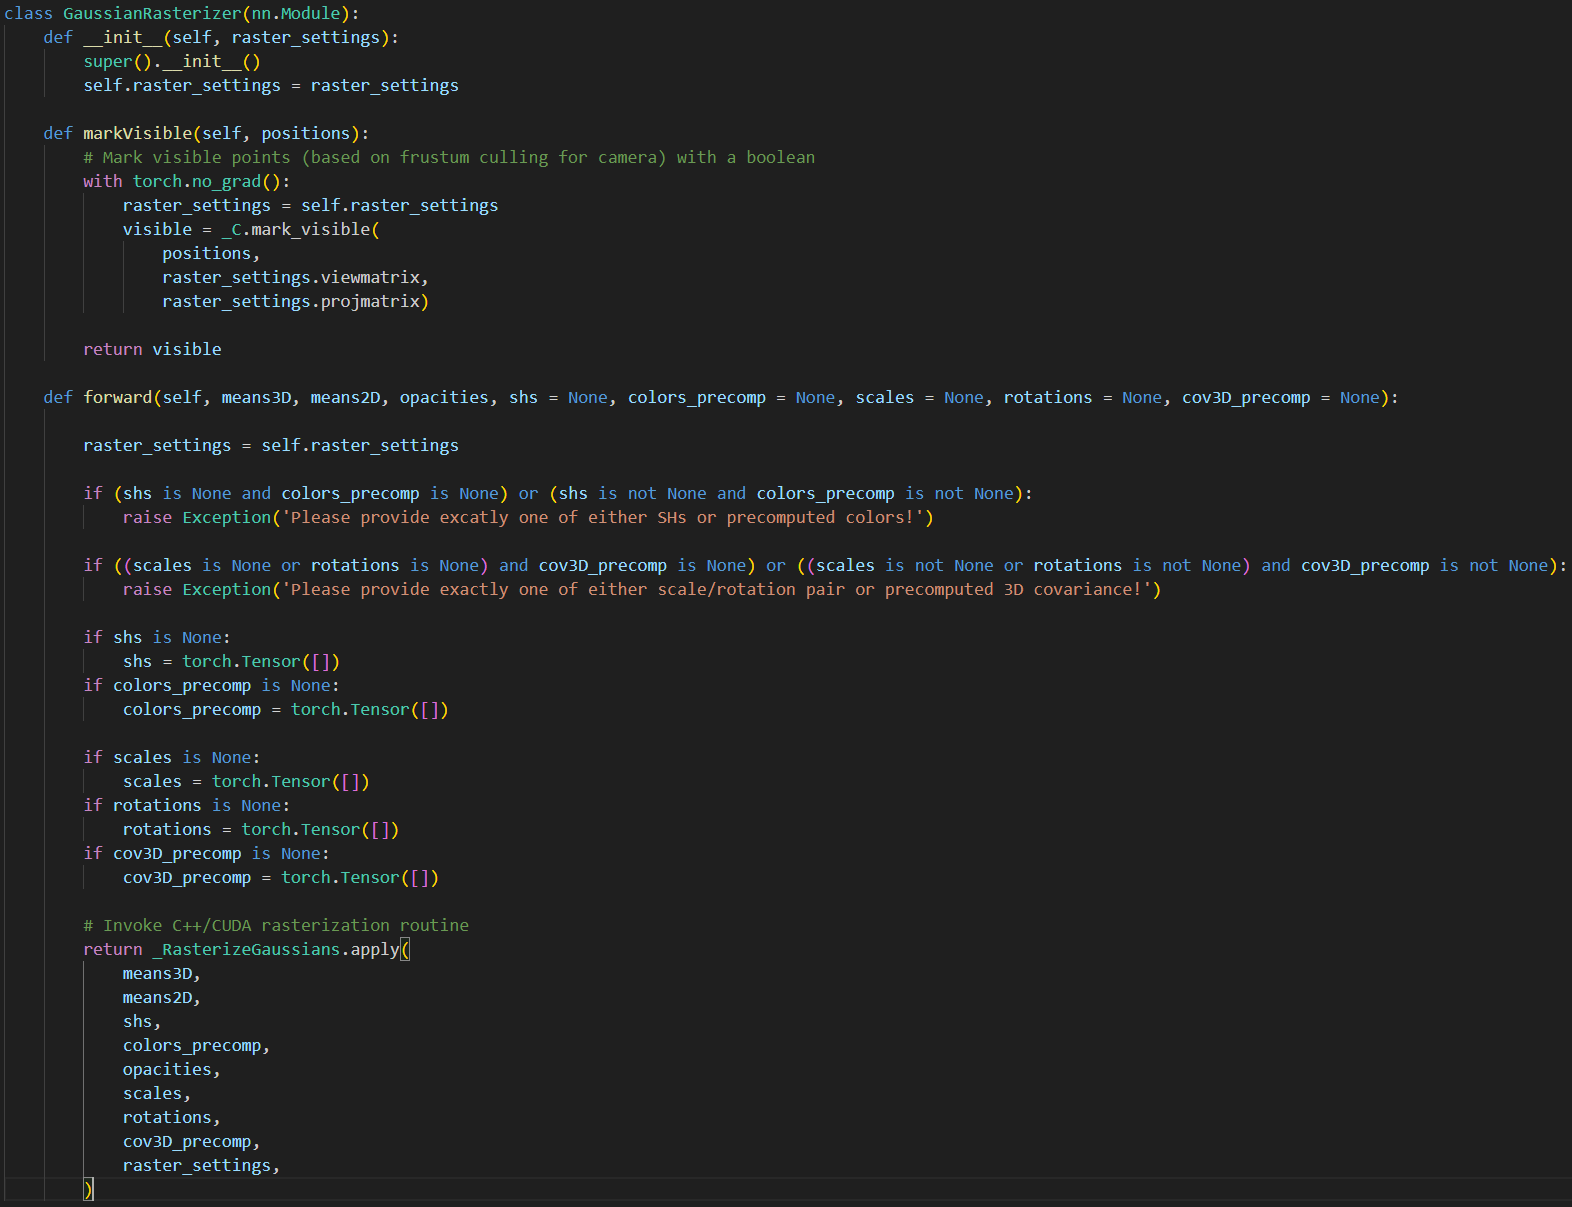 class GaussianRasterizer(nn.Module):
    def __init__(self, raster_settings):
        super().__init__()
        self.raster_settings = raster_settings

    def markVisible(self, positions):
        # Mark visible points (based on frustum culling for camera) with a boolean
        with torch.no_grad():
            raster_settings = self.raster_settings
            visible = _C.mark_visible(
                positions,
                raster_settings.viewmatrix,
                raster_settings.projmatrix)

        return visible

    def forward(self, means3D, means2D, opacities, shs = None, colors_precomp = None, scales = None, rotations = None, cov3D_precomp = None):

        raster_settings = self.raster_settings

        if (shs is None and colors_precomp is None) or (shs is not None and colors_precomp is not None):
            raise Exception('Please provide excatly one of either SHs or precomputed colors!')

        if ((scales is None or rotations is None) and cov3D_precomp is None) or ((scales is not None or rotations is not None) and cov3D_precomp is not None):
            raise Exception('Please provide exactly one of either scale/rotation pair or precomputed 3D covariance!')

        if shs is None:
            shs = torch.Tensor([])
        if colors_precomp is None:
            colors_precomp = torch.Tensor([])

        if scales is None:
            scales = torch.Tensor([])
        if rotations is None:
            rotations = torch.Tensor([])
        if cov3D_precomp is None:
            cov3D_precomp = torch.Tensor([])

        # Invoke C++/CUDA rasterization routine
        return _RasterizeGaussians.apply(
            means3D,
            means2D,
            shs,
            colors_precomp,
            opacities,
            scales,
            rotations,
            cov3D_precomp,
            raster_settings,
        )